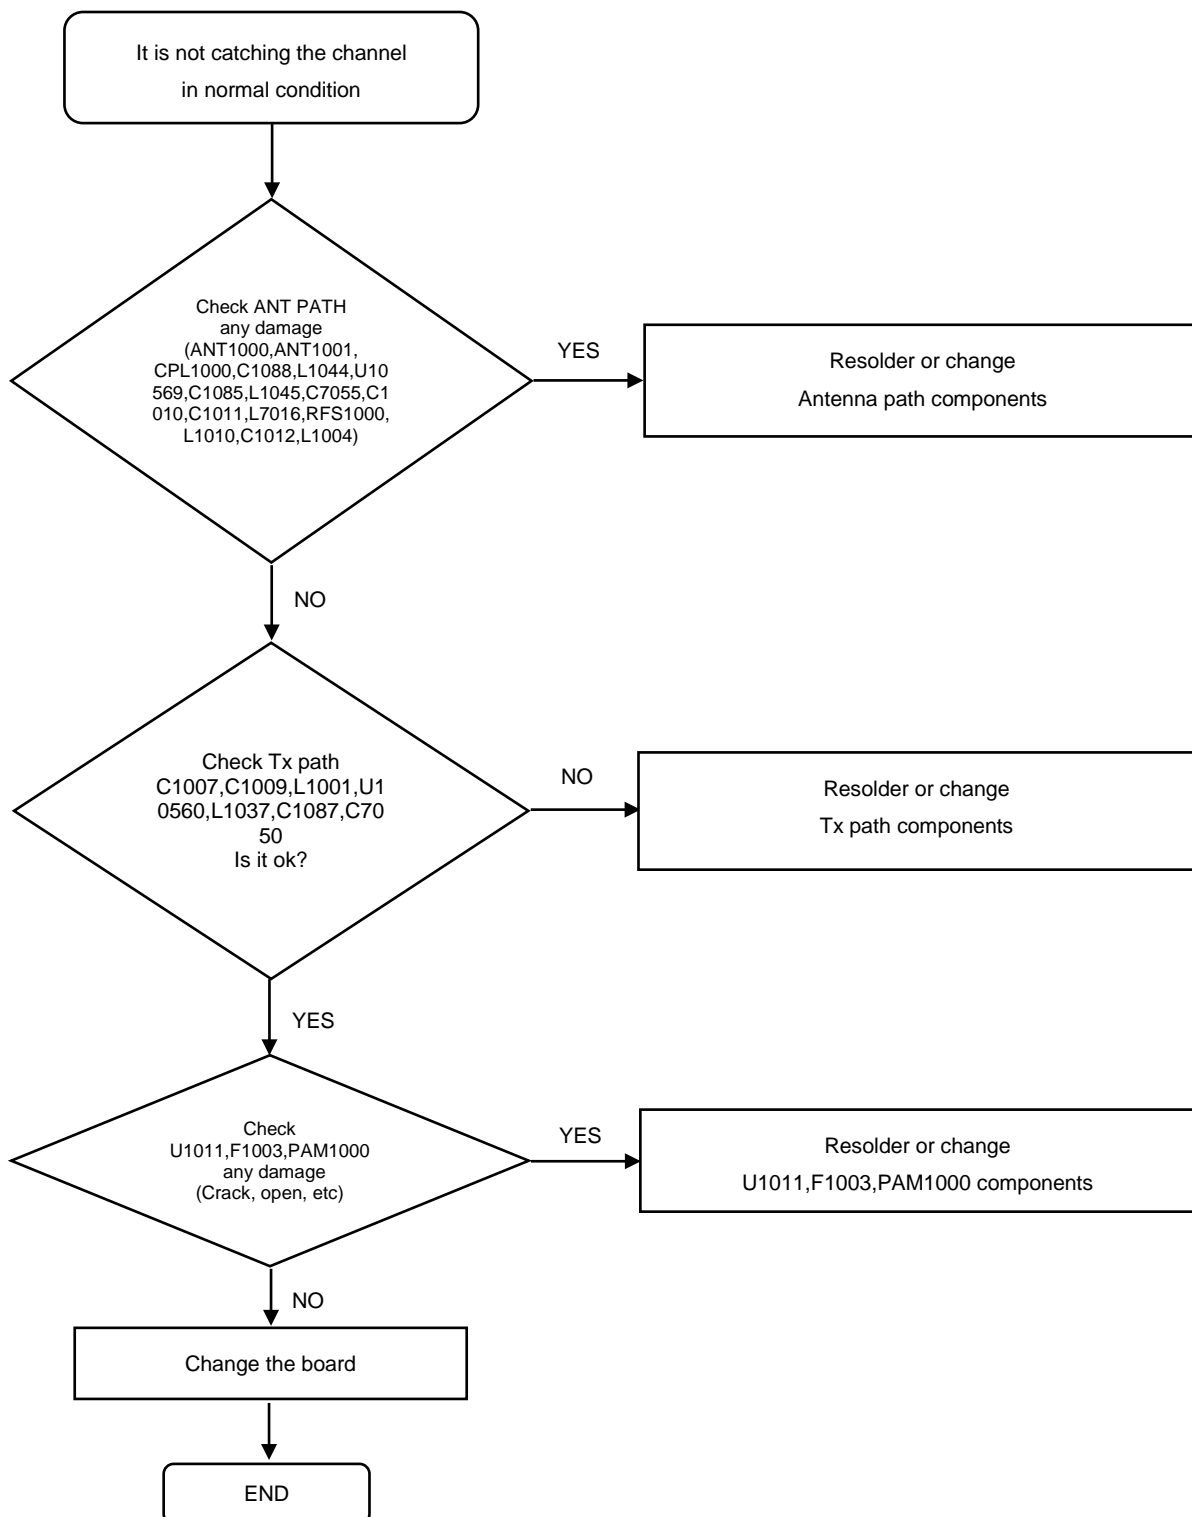 It is not catching the channel
in normal condition
Check ANT PATH
any damage
(ANT1000,ANT1001,
CPL1000,C1088,L1044,U10
569,C1085,L1045,C7055,C1
010,C1011,L7016,RFS1000,
L1010,C1012,L1004)
YES
Resolder or change
Antenna path components
NO
Check Tx path
C1007,C1009,L1001,U1
0560,L1037,C1087,C70
50
Is it ok?
NO
Resolder or change
Tx path components
YES
Check
U1011,F1003,PAM1000
any damage
(Crack, open, etc)
YES
Resolder or change
U1011,F1003,PAM1000 components
NO
Change the board
END